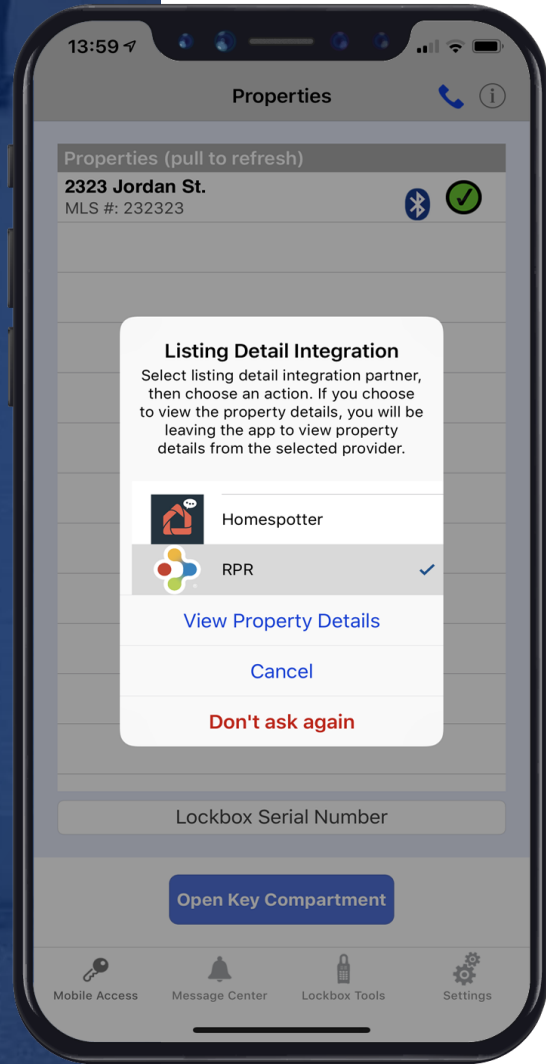 13:59
Properties
Properties (pull to refresh)
2323 Jordan St.
MLS #: 232323
Listing Detail Integration
Select listing detail integration partner,
then choose an action. If you choose
to view the property details, you will be
leaving the app to view property
details from the selected provider.
Homespotter
RPR
View Property Details
Cancel
Don't ask again
Lockbox Serial Number
Open Key Compartment
Mobile Access
Message Center
Lockbox Tools
Settings